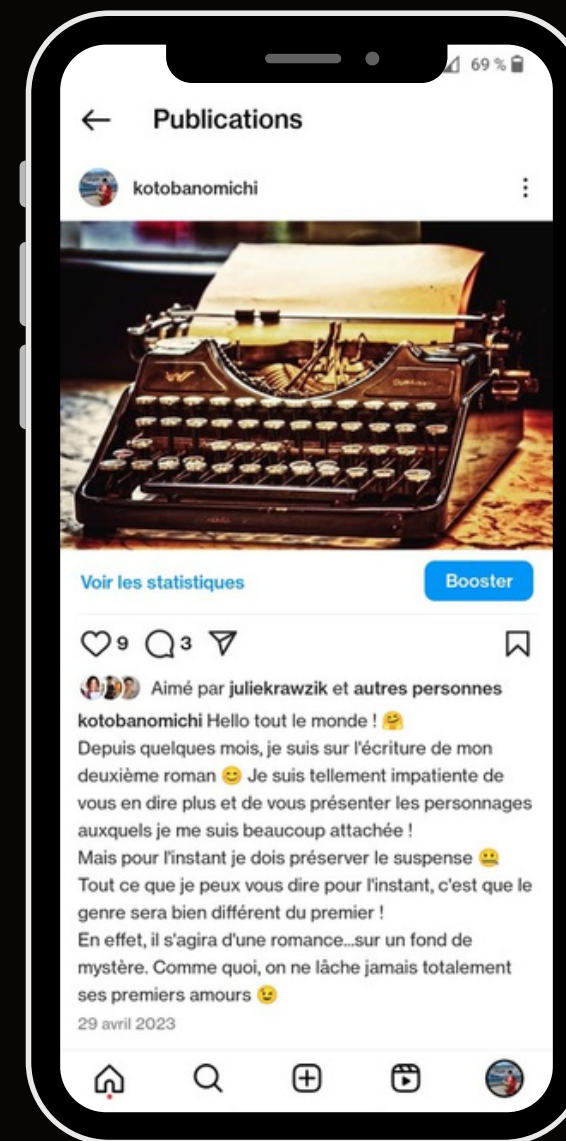 69 %
Publications
kotobanomichi
Voir les statistiques
Booster
9 3
Aimé par juliekrawzik et autres personnes
kotobanomichi Hello tout le monde ! 🤗
Depuis quelques mois, je suis sur l'écriture de mon
deuxième roman 😊 Je suis tellement impatiente de
vous en dire plus et de vous présenter les personnages
auxquels je me suis beaucoup attachée !
Mais pour l'instant je dois préserver le suspense 🤐
Tout ce que je peux vous dire pour l'instant, c'est que le
genre sera bien différent du premier !
En effet, il s'agira d'une romance...sur un fond de
mystère. Comme quoi, on ne lâche jamais totalement
ses premiers amours 😉
29 avril 2023